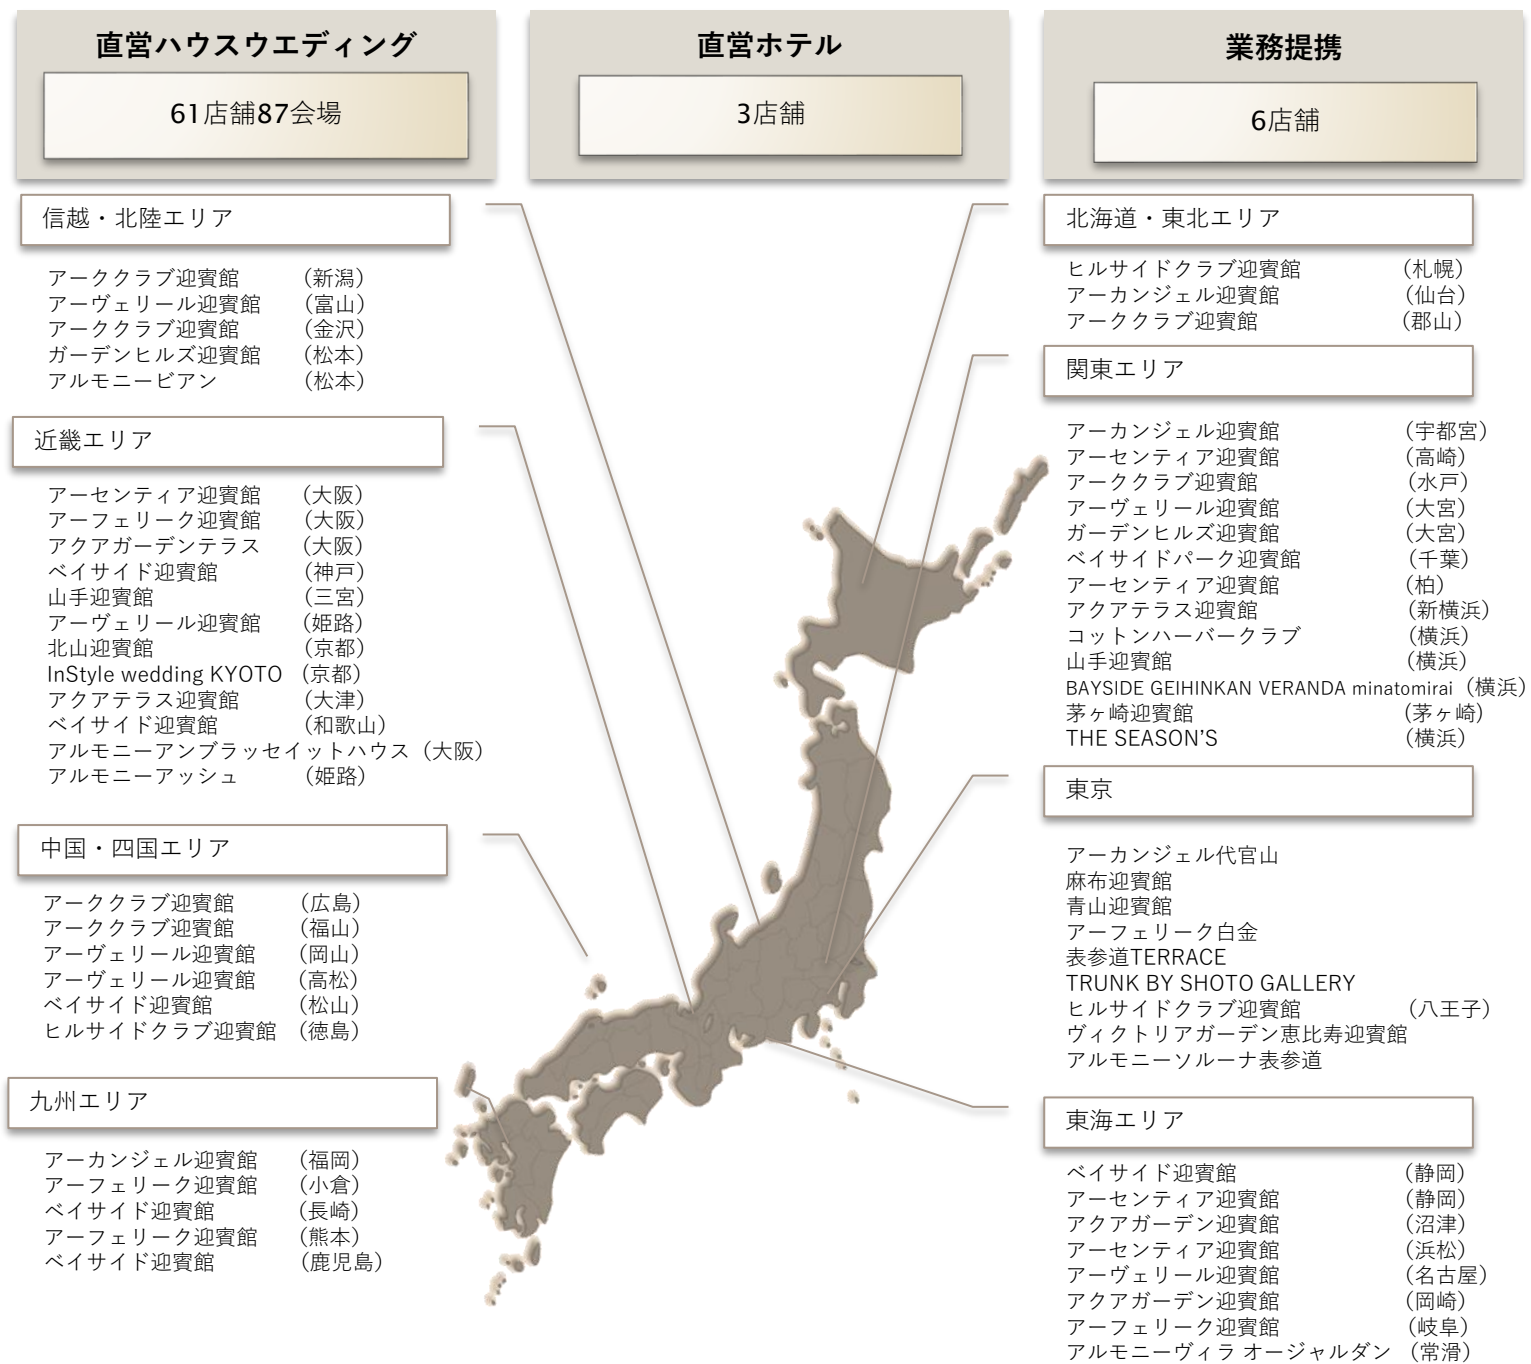 直営ハウスウエディング
61店舗87会場
直営ホテル
3店舗
業務提携
6店舗
信越・北陸エリア
アーククラブ迎賓館 (新潟)
アーヴェリール迎賓館 (富山)
アーククラブ迎賓館 (金沢)
ガーデンヒルズ迎賓館 (松本)
アルモニービアン (松本)
近畿エリア
アーセンティア迎賓館 (大阪)
アーフェリーク迎賓館 (大阪)
アクアガーデンテラス (大阪)
ベイサイド迎賓館 (神戸)
山手迎賓館 (三宮)
アーヴェリール迎賓館 (姫路)
北山迎賓館 (京都)
InStyle wedding KYOTO (京都)
アクアテラス迎賓館 (大津)
ベイサイド迎賓館 (和歌山)
アルモニーアンブラッセイットハウス (大阪)
アルモニーアッシュ (姫路)
中国・四国エリア
アーククラブ迎賓館 (広島)
アーククラブ迎賓館 (福山)
アーヴェリール迎賓館 (岡山)
アーヴェリール迎賓館 (高松)
ベイサイド迎賓館 (松山)
ヒルサイドクラブ迎賓館 (徳島)
九州エリア
アーカンジェル迎賓館 (福岡)
アーフェリーク迎賓館 (小倉)
ベイサイド迎賓館 (長崎)
アーフェリーク迎賓館 (熊本)
ベイサイド迎賓館 (鹿児島)
北海道・東北エリア
ヒルサイドクラブ迎賓館 (札幌)
アーカンジェル迎賓館 (仙台)
アーククラブ迎賓館 (郡山)
関東エリア
アーカンジェル迎賓館 (宇都宮)
アーセンティア迎賓館 (高崎)
アーククラブ迎賓館 (水戸)
アーヴェリール迎賓館 (大宮)
ガーデンヒルズ迎賓館 (大宮)
ベイサイドパーク迎賓館 (千葉)
アーセンティア迎賓館 (柏)
アクアテラス迎賓館 (新横浜)
コットンハーバークラブ (横浜)
山手迎賓館 (横浜)
BAYSIDE GEIHINKAN VERANDA minatomirai (横浜)
茅ヶ崎迎賓館 (茅ヶ崎)
THE SEASON'S (横浜)
東京
アーカンジェル代官山
麻布迎賓館
青山迎賓館
アーフェリーク白金
表参道TERRACE
TRUNK BY SHOTO GALLERY
ヒルサイドクラブ迎賓館 (八王子)
ヴィクトリアガーデン恵比寿迎賓館
アルモニーソルーナ表参道
東海エリア
ベイサイド迎賓館 (静岡)
アーセンティア迎賓館 (静岡)
アクアガーデン迎賓館 (沼津)
アーセンティア迎賓館 (浜松)
アーヴェリール迎賓館 (名古屋)
アクアガーデン迎賓館 (岡崎)
アーフェリーク迎賓館 (岐阜)
アルモニーヴィラ オージャルダン (常滑)